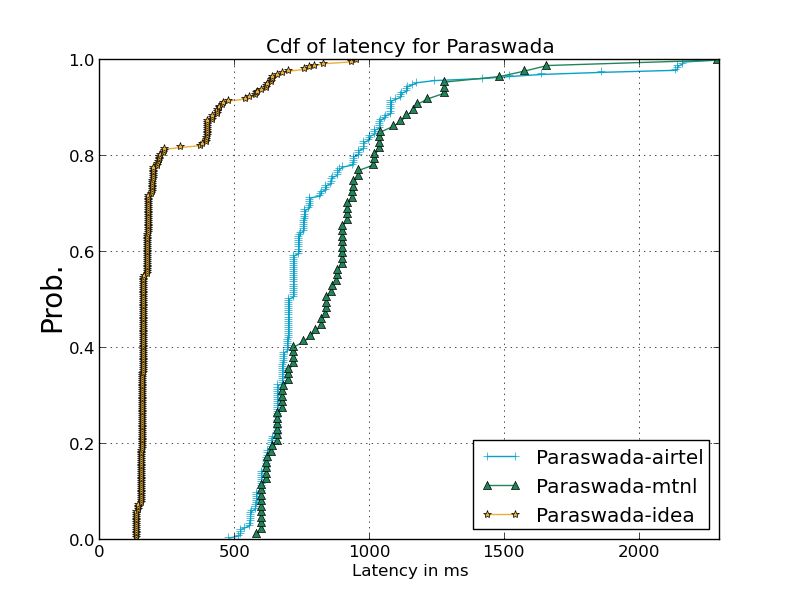 Cdf of latency for Paraswada
1.0
0.8
0.6
0.4
0.2
0.0
Prob.
0 500 1000 1500 2000
Latency in ms
Paraswada-airtel
Paraswada-mtnl
Paraswada-idea